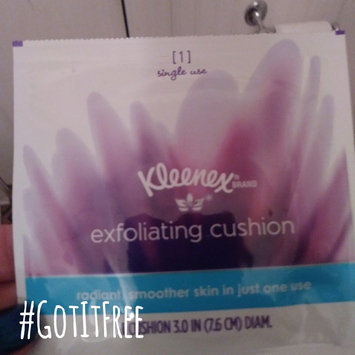 [1]
single use
Kleenex™
BRAND
exfoliating cushion
radiant, smoother skin in just one use
CUSHION 3.0 IN (7.6 CM) DIAM.
#GotItFree